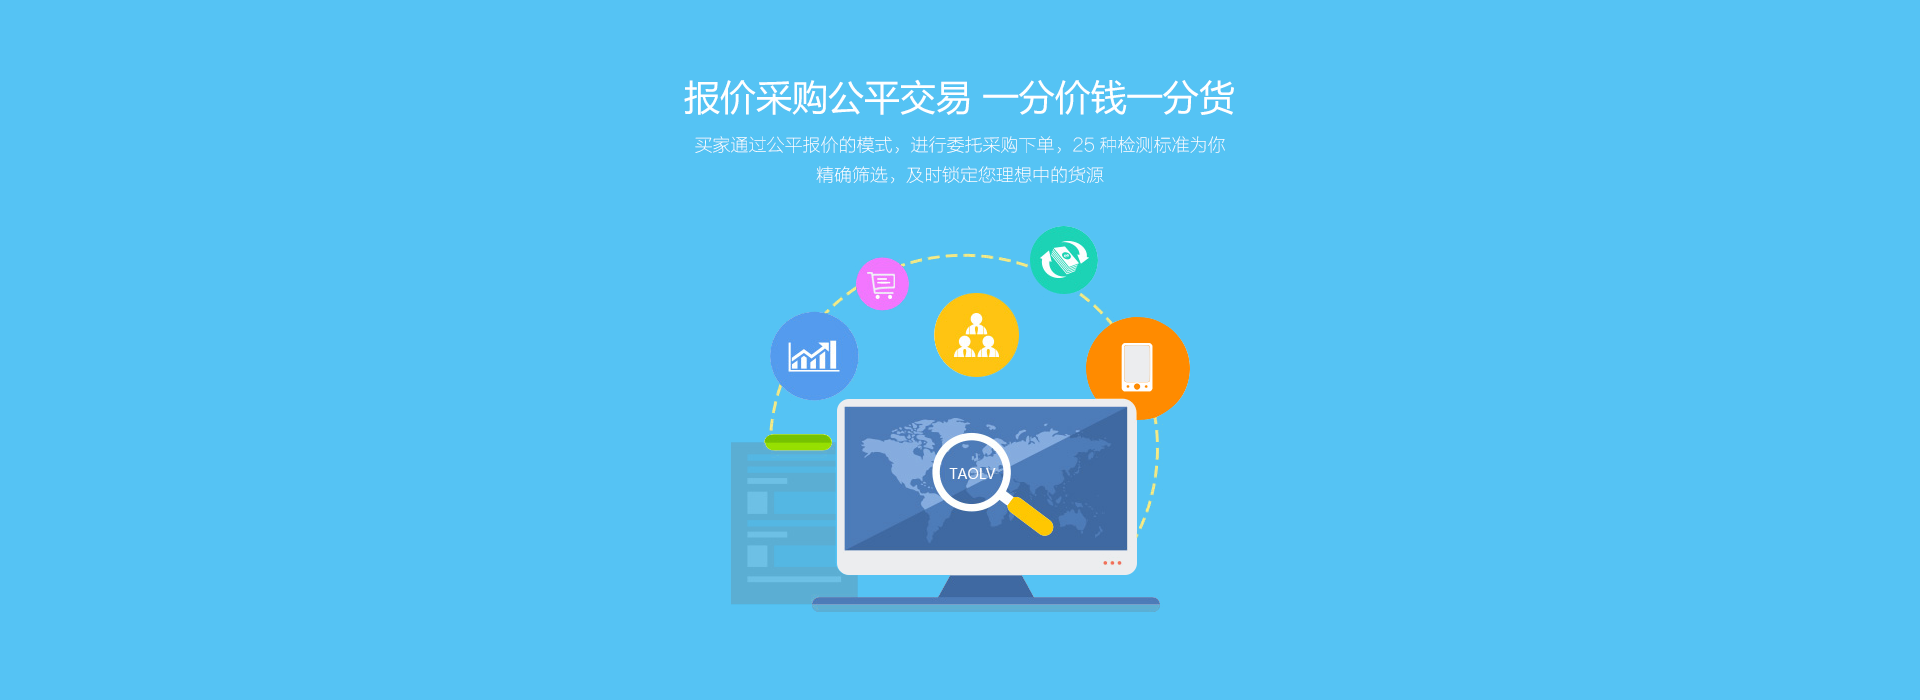 报价采购公平交易 一分价钱一分货
买家通过公平报价的模式，进行委托采购下单，25 种检测标准为你
精确筛选，及时锁定您理想中的货源
TAOLV